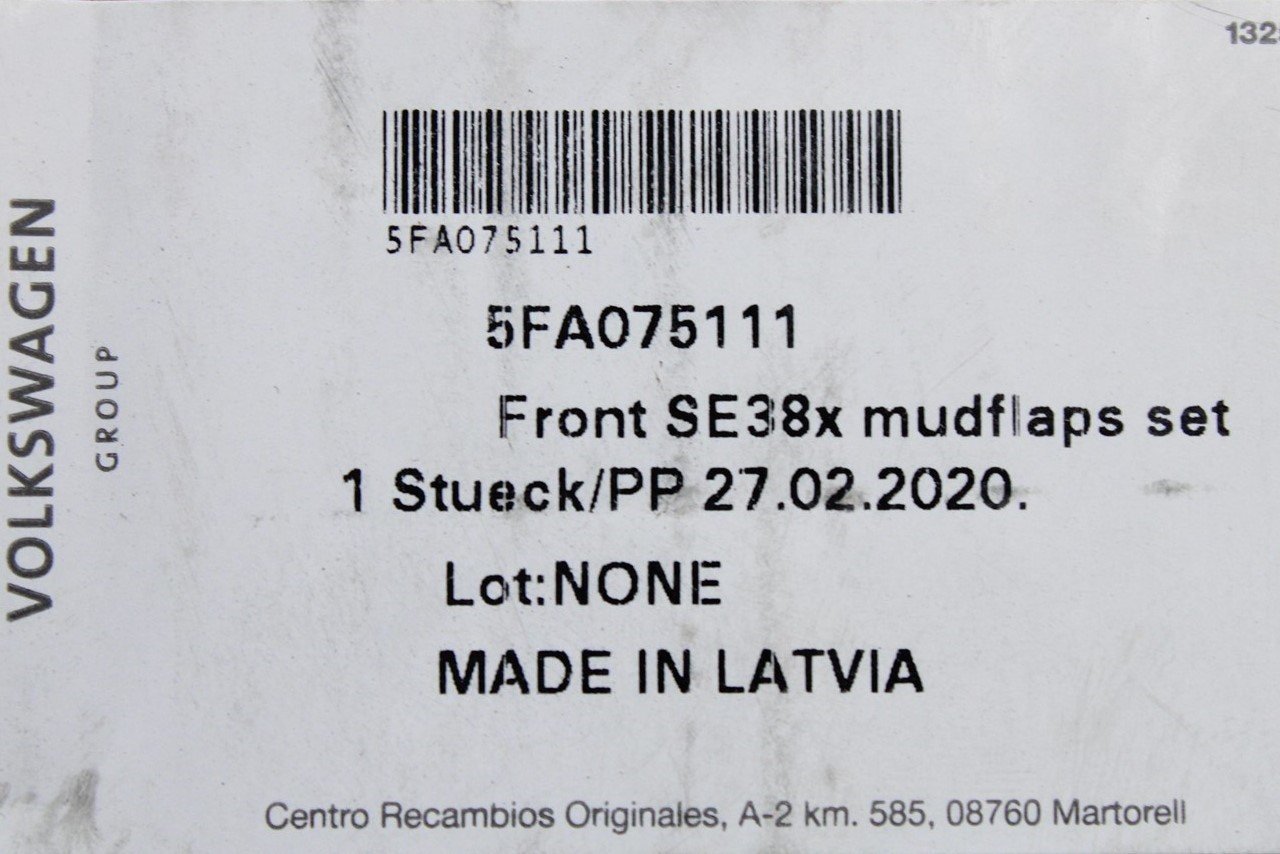 132
5FA075111
5FA075111
Front SE38x mudflaps set
1 Stueck/PP 27.02.2020.
Lot:NONE
MADE IN LATVIA
Centro Recambios Originales, A-2 km. 585, 08760 Martorell
VOLKSWAGEN
GROUP